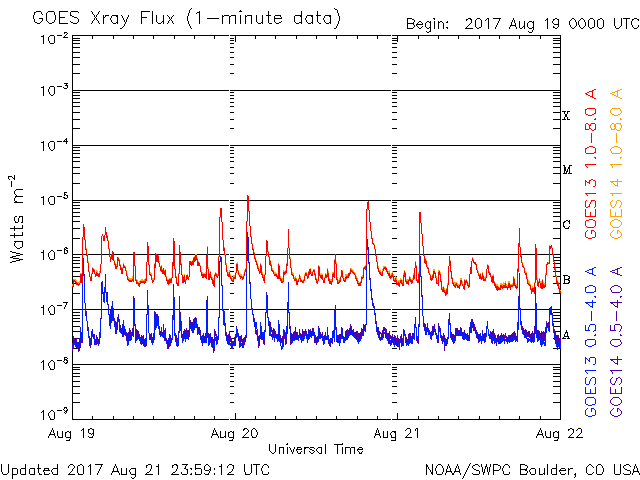 GOES Xray Flux (1-minute data)
Begin: 2017 Aug 19 0000 UTC
10-2
10-3
10-4
10-5
10-6
10-7
10-8
10-9
Watts m-2
X
M
C
B
A
GOES13 1.0-8.0 A
GOES14 1.0-8.0 A
GOES13 0.5-4.0 A
GOES14 0.5-4.0 A
Aug 19 Aug 20 Aug 21 Aug 22
Universal Time
Updated 2017 Aug 21 23:59:12 UTC
NOAA/SWPC Boulder, CO USA